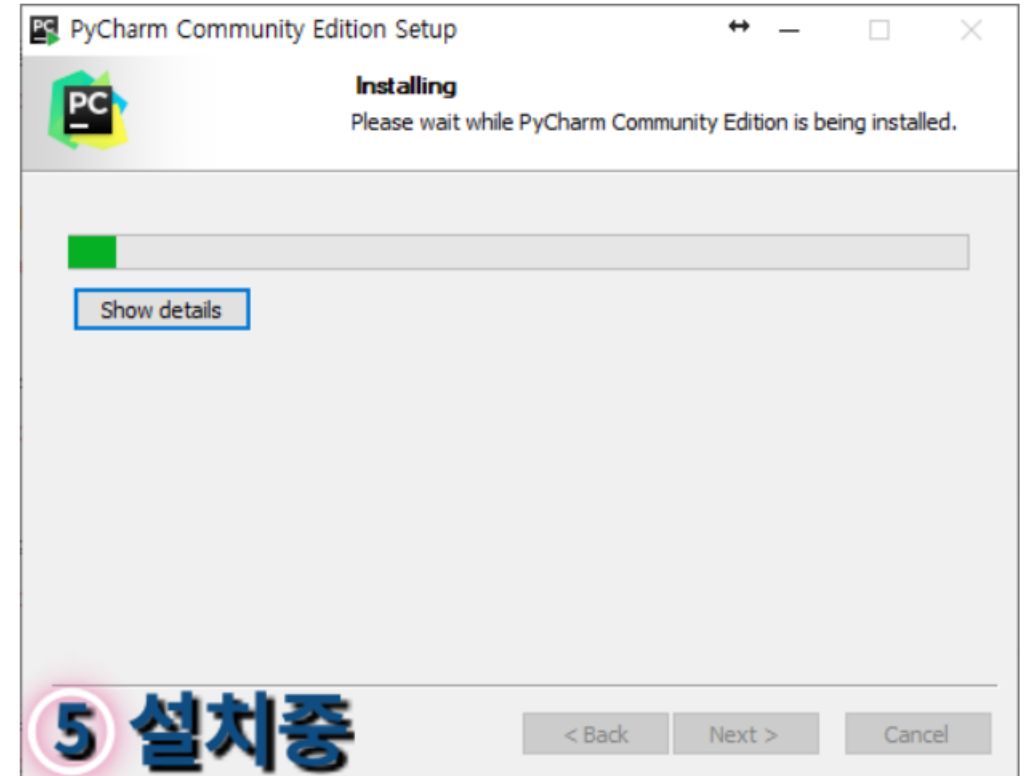 PyCharm Community Edition Setup
PC
Installing
Please wait while PyCharm Community Edition is being installed.
Show details
⑤ 설치중
< Back
Next >
Cancel